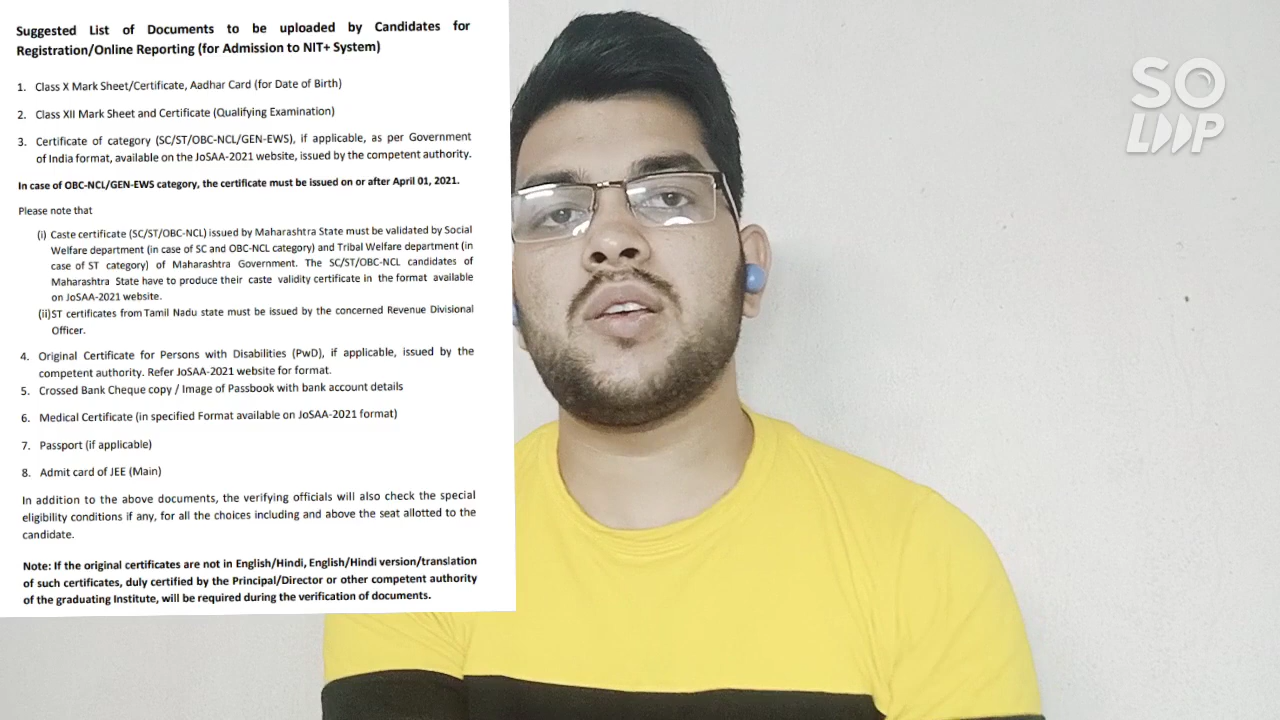 Suggested List of Documents to be uploaded by Candidates for
Registration/Online Reporting (for Admission to NIT+ System)
1. Class X Mark Sheet/Certificate, Aadhar Card (for Date of Birth)
2. Class XII Mark Sheet and Certificate (Qualifying Examination)
3. Certificate of category (SC/ST/OBC-NCL/GEN-EWS), if applicable, as per Government
of India format, available on the JoSAA-2021 website, issued by the competent authority.
In case of OBC-NCL/GEN-EWS category, the certificate must be issued on or after April 01, 2021.
Please note that
(i) Caste certificate (SC/ST/OBC-NCL) issued by Maharashtra State must be validated by Social
Welfare department (in case of SC and OBC-NCL category) and Tribal Welfare department (in
case of ST category) of Maharashtra Government. The SC/ST/OBC-NCL candidates of
Maharashtra State have to produce their caste validity certificate in the format available
on JoSAA-2021 website.
(ii)ST certificates from Tamil Nadu state must be issued by the concerned Revenue Divisional
Officer.
4. Original Certificate for Persons with Disabilities (PwD), if applicable, issued by the
competent authority. Refer JoSAA-2021 website for format.
5. Crossed Bank Cheque copy / Image of Passbook with bank account details
6. Medical Certificate (in specified Format available on JoSAA-2021 format)
7. Passport (if applicable)
8. Admit card of JEE (Main)
In addition to the above documents, the verifying officials will also check the special
eligibility conditions if any, for all the choices including and above the seat allotted to the
candidate.
Note: If the original certificates are not in English/Hindi, English/Hindi version/translation
of such certificates, duly certified by the Principal/Director or other competent authority
of the graduating Institute, will be required during the verification of documents.
SO
LOOP